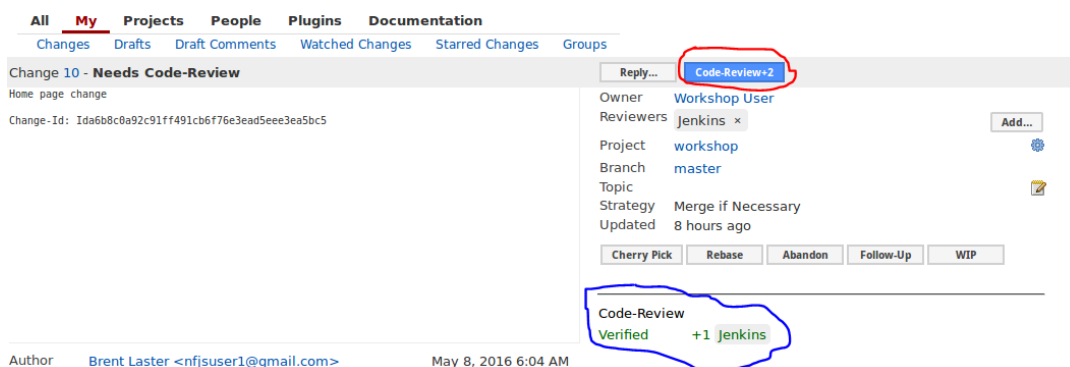 All My Projects People Plugins Documentation
Changes Drafts Draft Comments Watched Changes Starred Changes Groups
Change 10 - Needs Code-Review
Reply... Code-Review+2
Home page change
Change-Id: Ida6b8c0a92c91ff491cb6f76e3ead5eee3ea5bc5
Owner Workshop User
Reviewers Jenkins ×
Add...
Project workshop
Branch master
Topic
Strategy Merge if Necessary
Updated 8 hours ago
Cherry Pick Rebase Abandon Follow-Up WIP
Code-Review
Verified +1 Jenkins
Author Brent Laster <nfjsuser1@gmail.com> May 8, 2016 6:04 AM